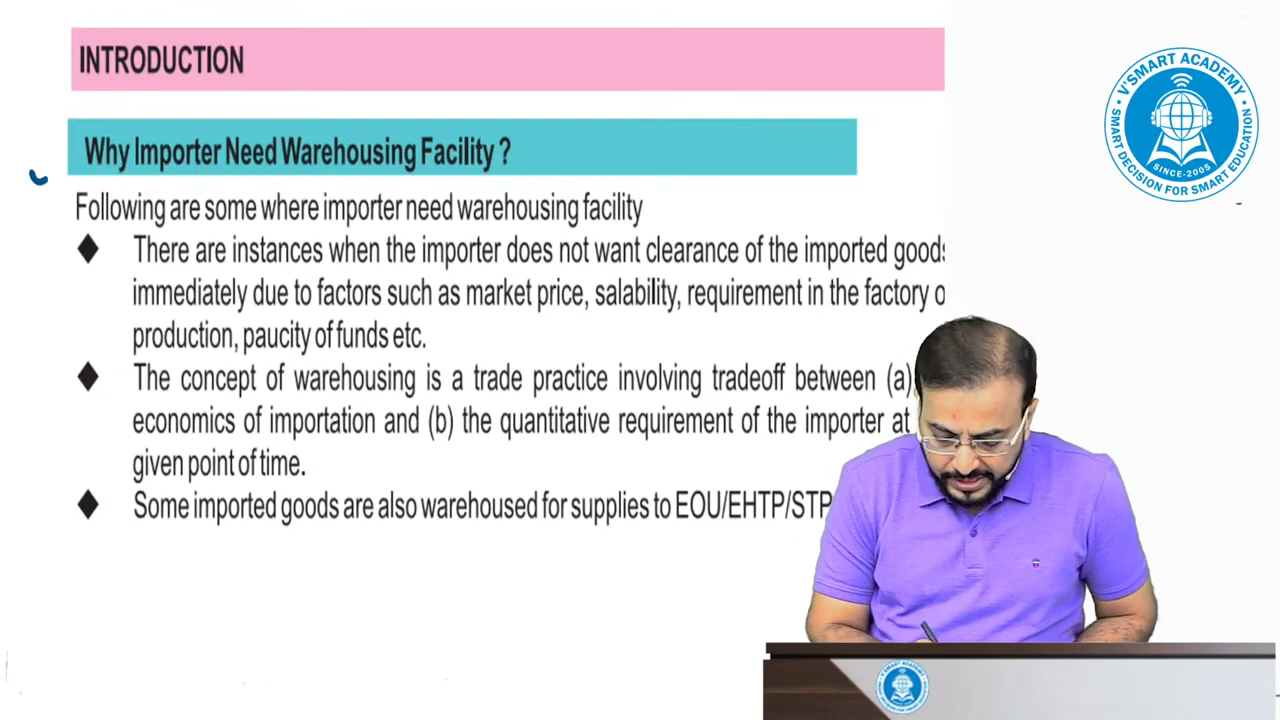 INTRODUCTION
Why Importer Need Warehousing Facility ?
Following are some where importer need warehousing facility
◆ There are instances when the importer does not want clearance of the imported goods
immediately due to factors such as market price, salability, requirement in the factory o
production, paucity of funds etc.
◆ The concept of warehousing is a trade practice involving tradeoff between (a)
economics of importation and (b) the quantitative requirement of the importer at
given point of time.
◆ Some imported goods are also warehoused for supplies to EOU/EHTP/STP
V'SMART ACADEMY
SINCE-2005
SMART DECISION FOR SMART EDUCATION